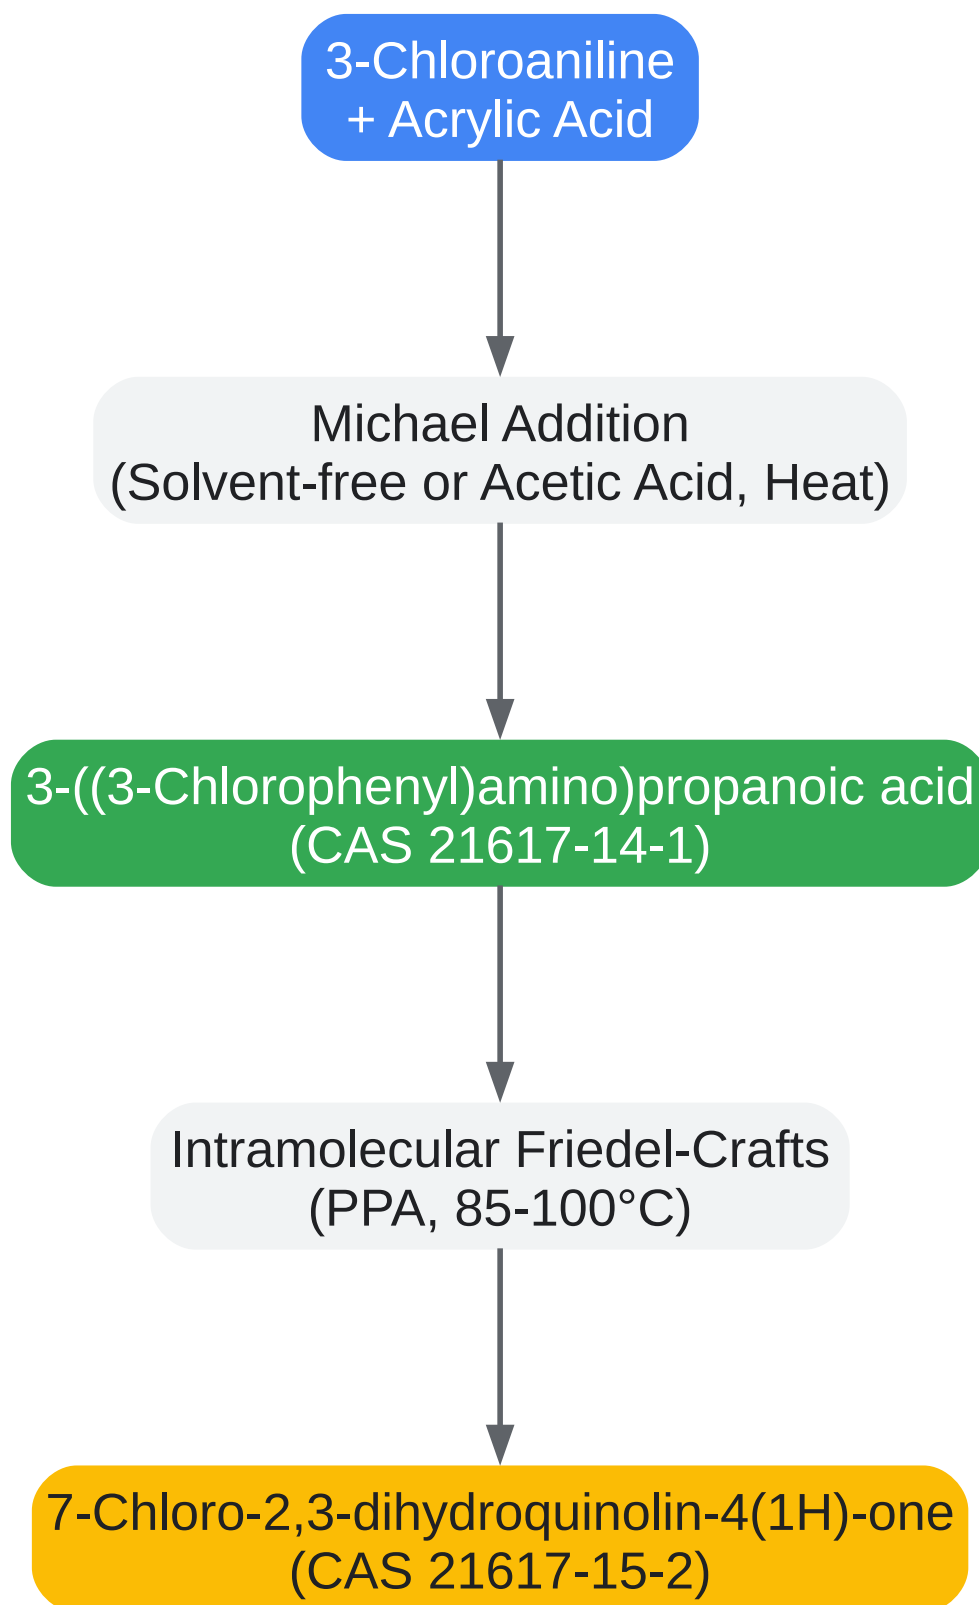 3-Chloroaniline
+ Acrylic Acid
Michael Addition
(Solvent-free or Acetic Acid, Heat)
3-((3-Chlorophenyl)amino)propanoic acid
(CAS 21617-14-1)
Intramolecular Friedel-Crafts
(PPA, 85-100°C)
7-Chloro-2,3-dihydroquinolin-4(1H)-one
(CAS 21617-15-2)